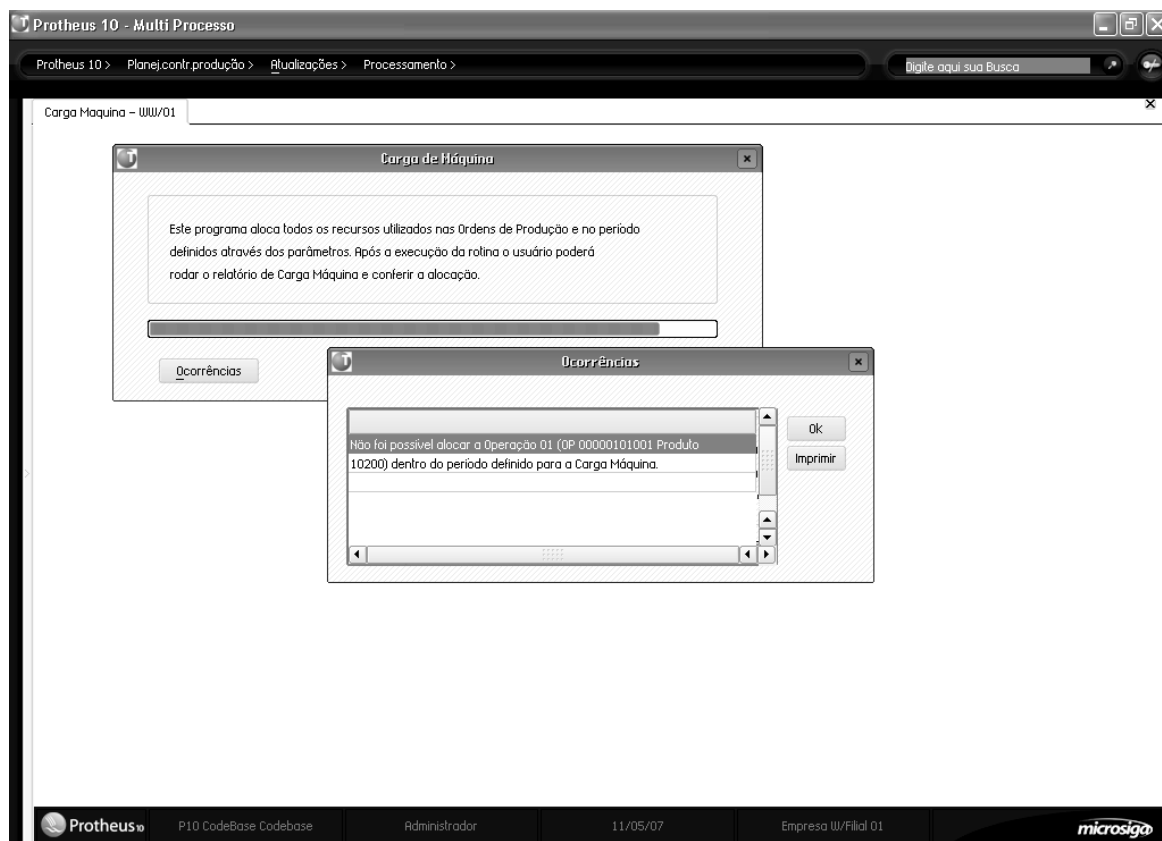 Protheus 10 - Multi Processo
Protheus 10 > Planej.contr.produção > Atualizações > Processamento >
Digite aqui sua Busca
Carga Maquina - WW/01
Carga de Máquina
Este programa aloca todos os recursos utilizados nas Ordens de Produção e no período
definidos através dos parâmetros. Após a execução da rotina o usuário poderá
rodar o relatório de Carga Máquina e conferir a alocação.
Ocorrências
Ocorrências
Não foi possível alocar a Operação 01 (OP 00000101001 Produto
10200) dentro do período definido para a Carga Máquina.
Ok
Imprimir
Protheus10
P10 CodeBase Codebase
Administrador
11/05/07
Empresa W/Filial 01
microsiga